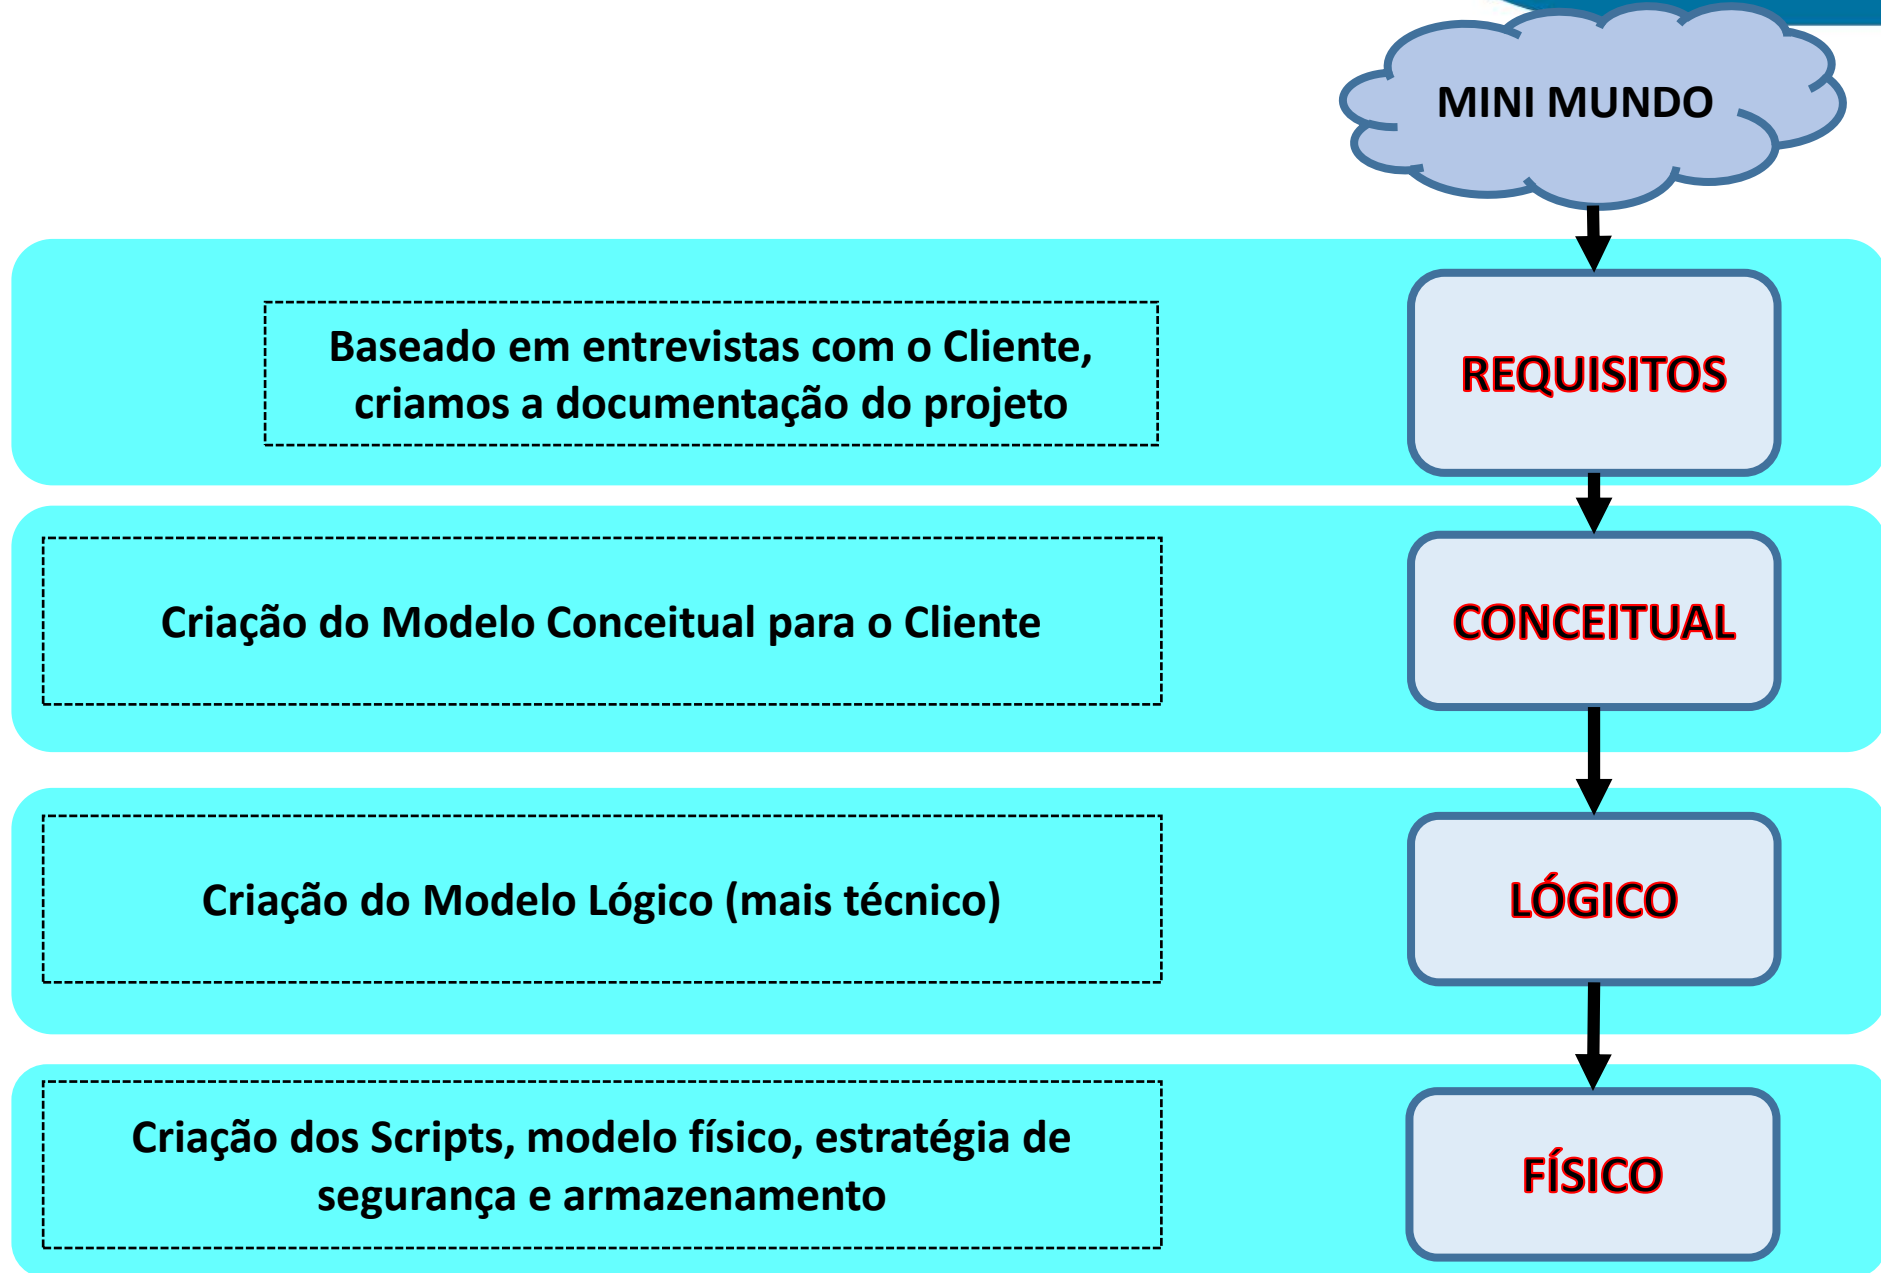 MINI MUNDO
Baseado em entrevistas com o Cliente,
criamos a documentação do projeto
REQUISITOS
Criação do Modelo Conceitual para o Cliente
CONCEITUAL
Criação do Modelo Lógico (mais técnico)
LÓGICO
Criação dos Scripts, modelo físico, estratégia de
segurança e armazenamento
FÍSICO